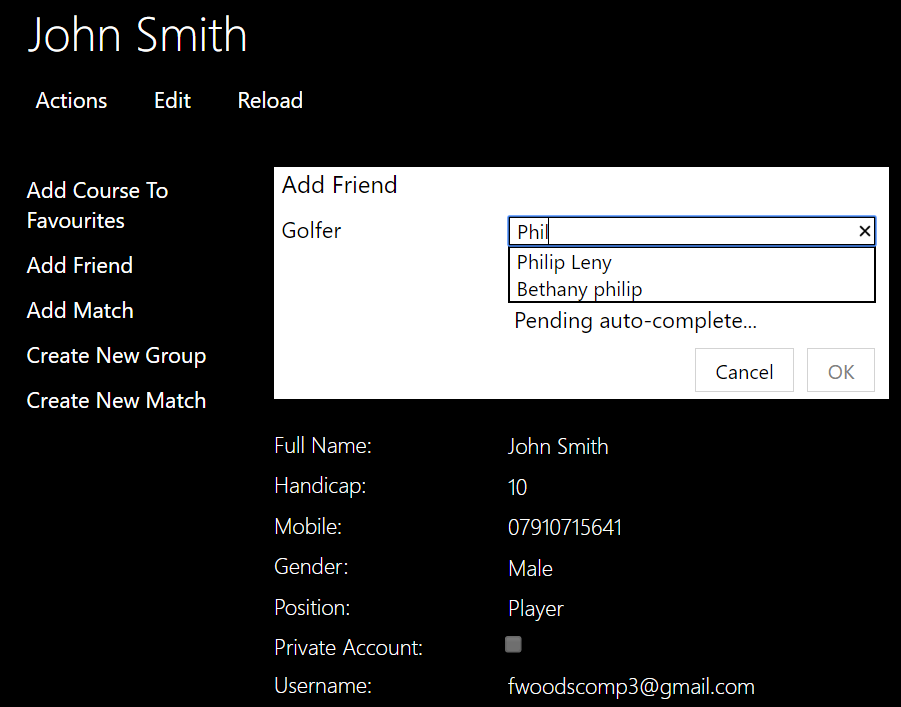 John Smith
Actions Edit Reload
Add Course To
Favourites
Add Friend
Add Match
Create New Group
Create New Match
Add Friend
Golfer Phil
Philip Leny
Bethany philip
Pending auto-complete...
Cancel OK
Full Name: John Smith
Handicap: 10
Mobile: 07910715641
Gender: Male
Position: Player
Private Account:
Username: fwoodscomp3@gmail.com